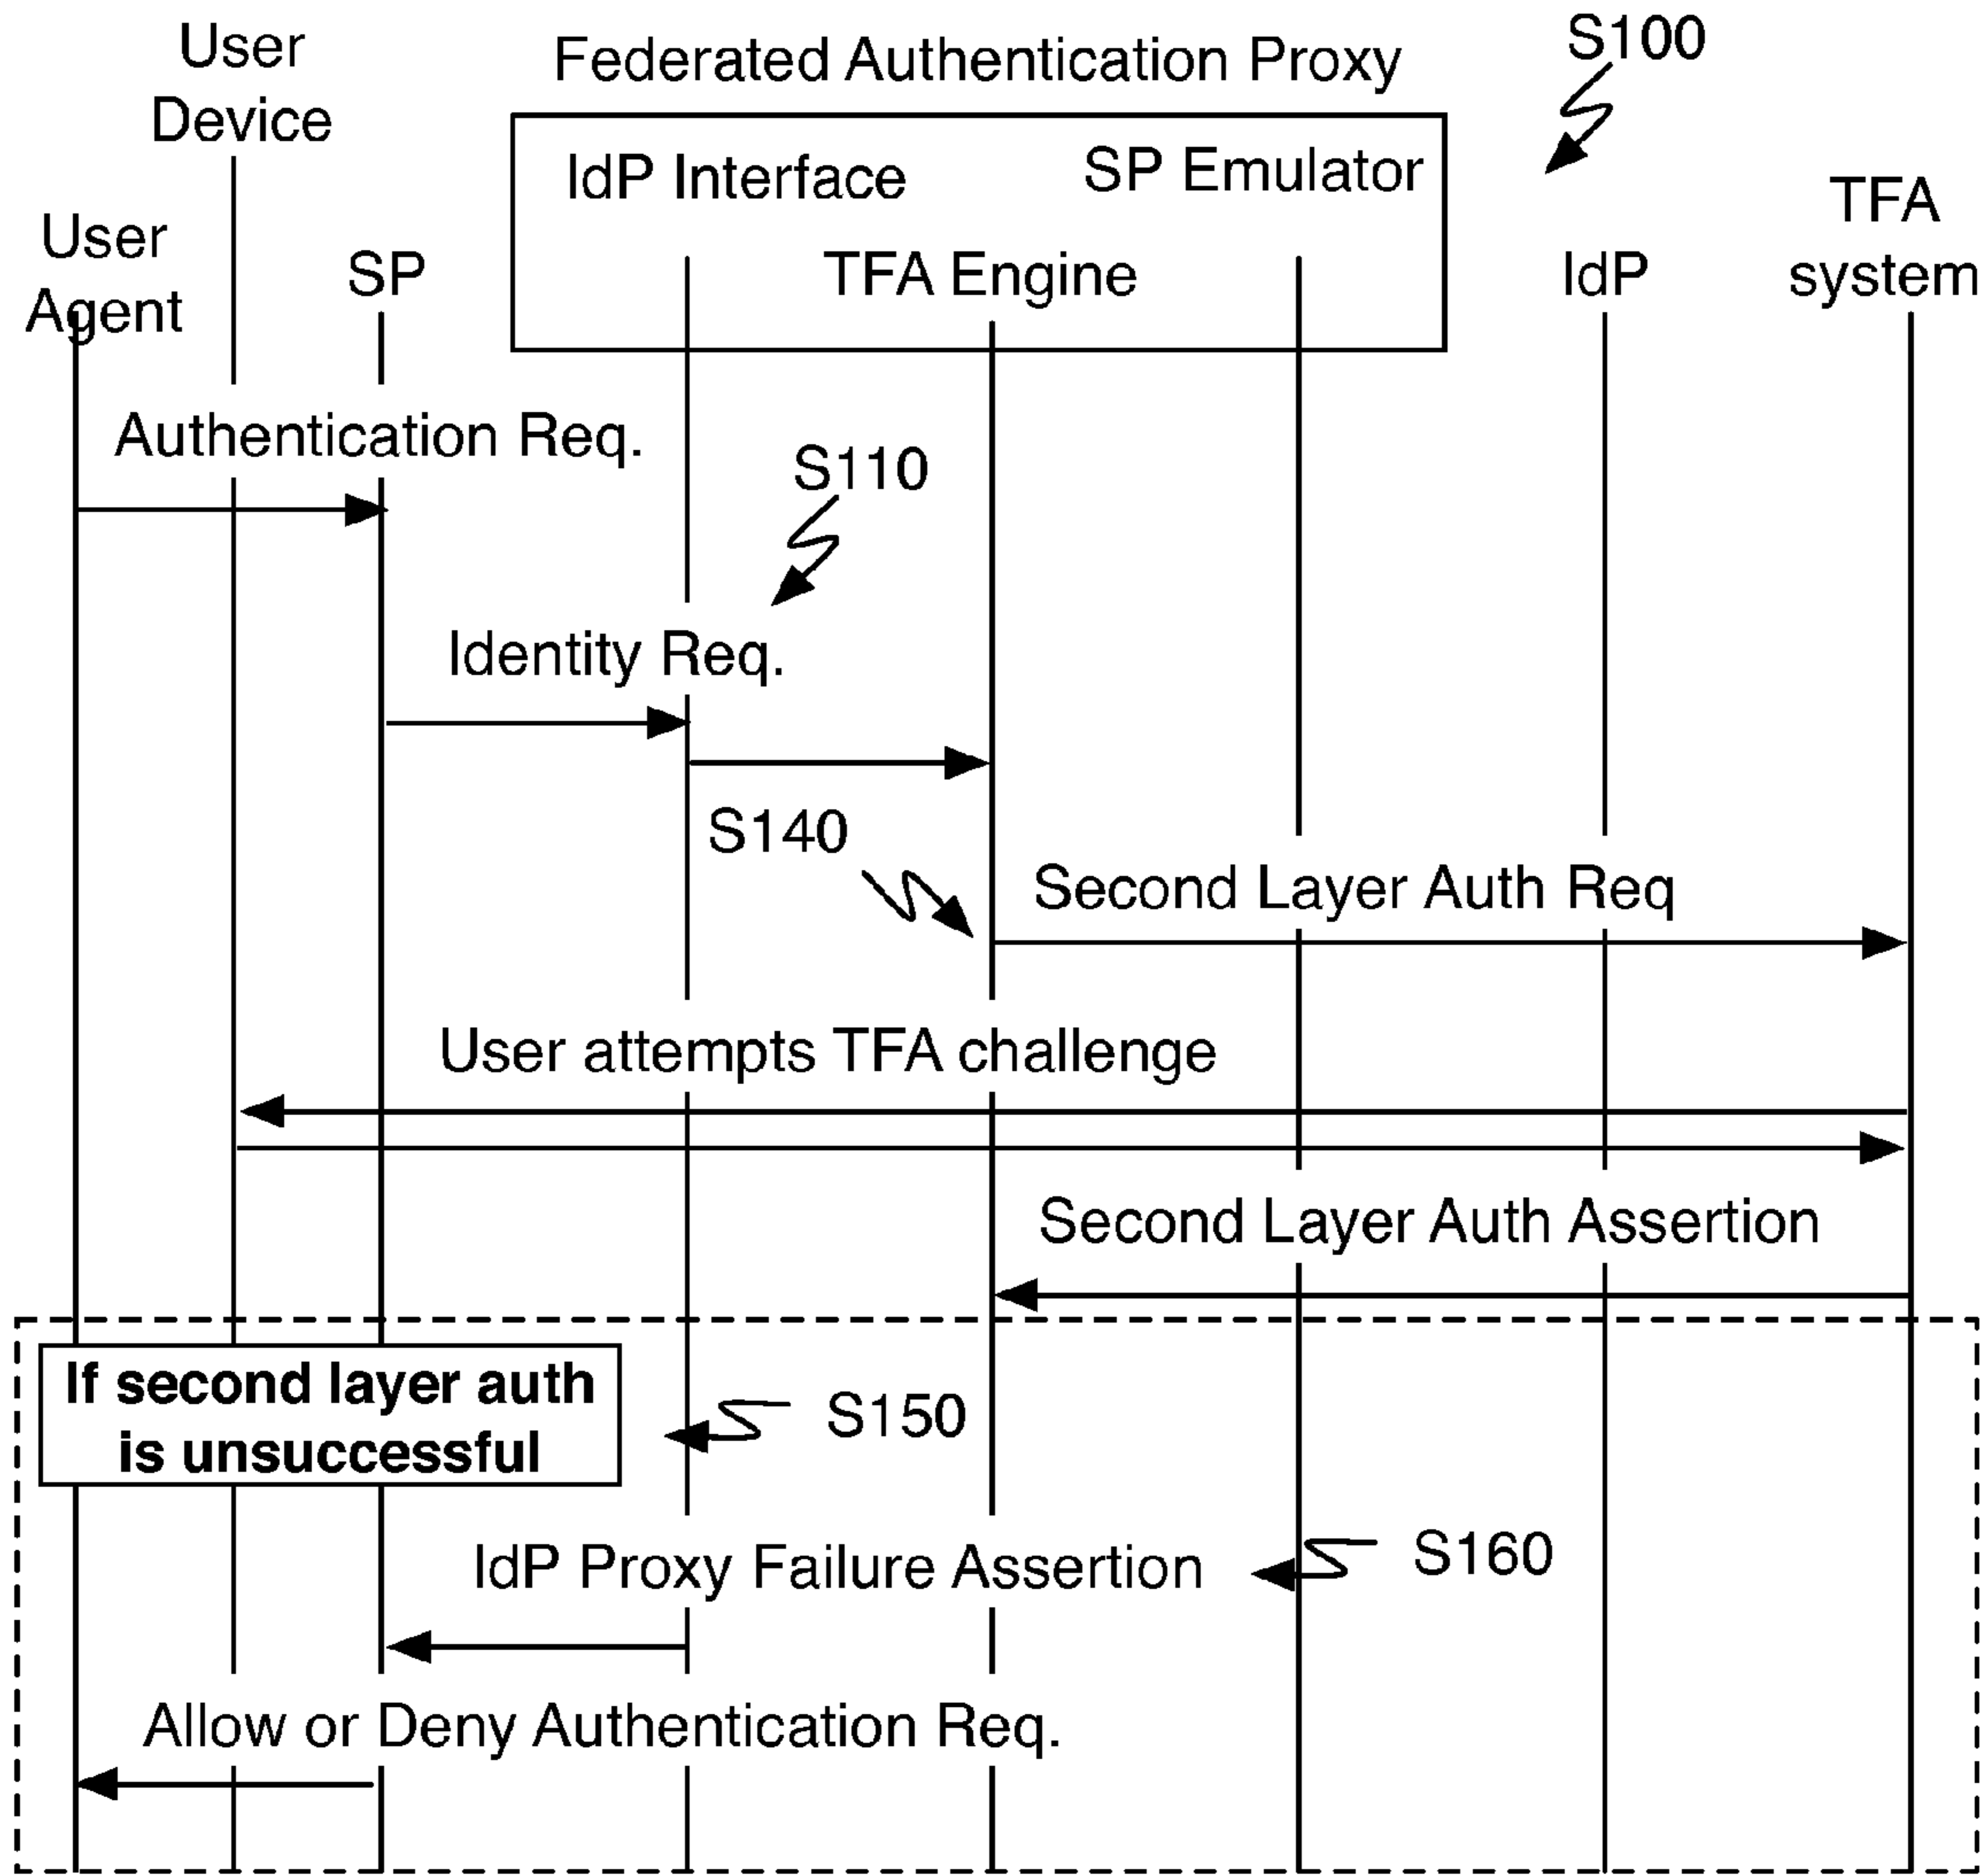 User
Device
Federated Authentication Proxy
S100
IdP Interface
SP Emulator
TFA
system
User
Agent
SP
TFA Engine
IdP
Authentication Req.
S110
Identity Req.
S140
Second Layer Auth Req
User attempts TFA challenge
Second Layer Auth Assertion
If second layer auth
is unsuccessful
S150
IdP Proxy Failure Assertion
S160
Allow or Deny Authentication Req.